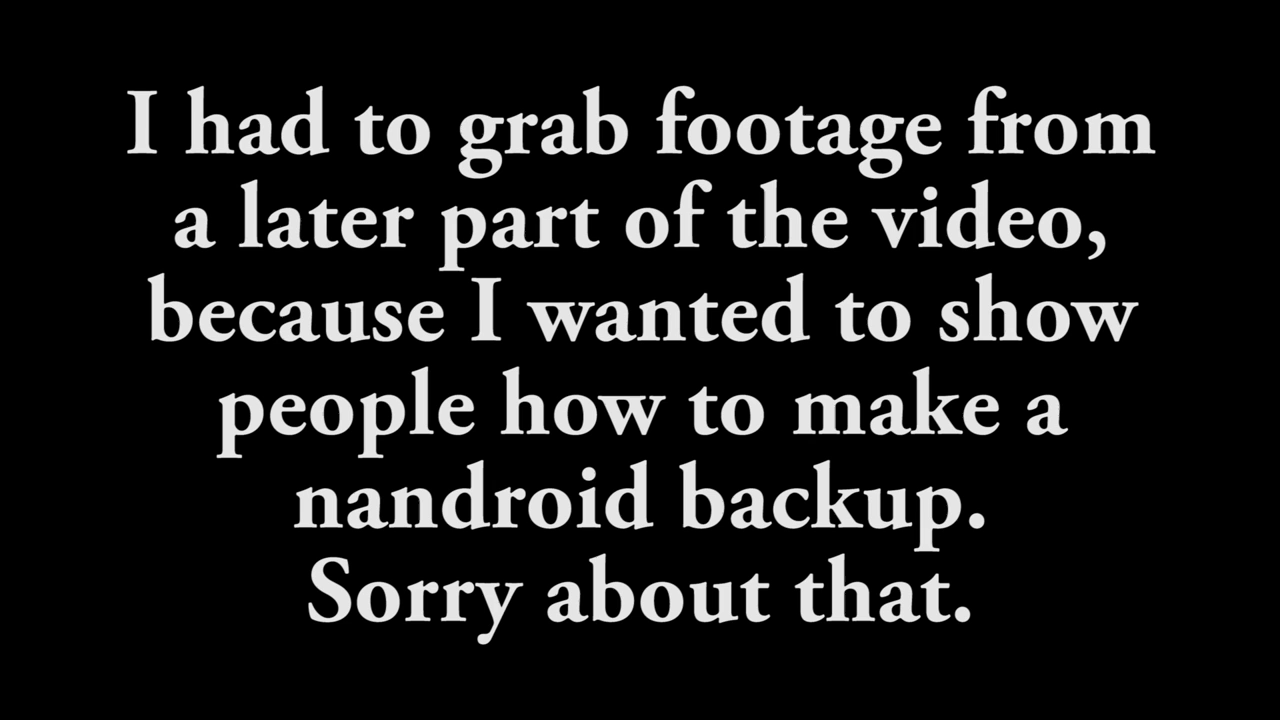 I had to grab footage from
a later part of the video,
because I wanted to show
people how to make a
nandroid backup.
Sorry about that.